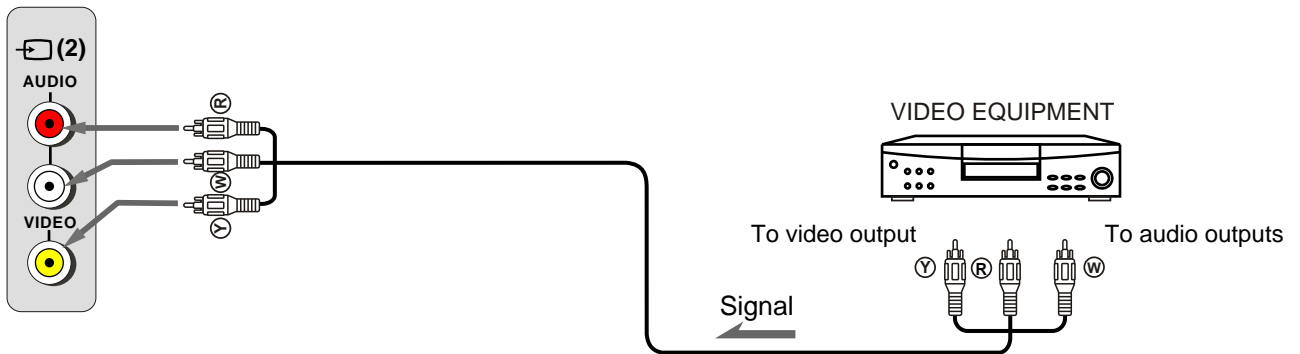 (2)
AUDIO
R
W
VIDEO
Y
VIDEO EQUIPMENT
To video output
To audio outputs
Y
R
W
Signal